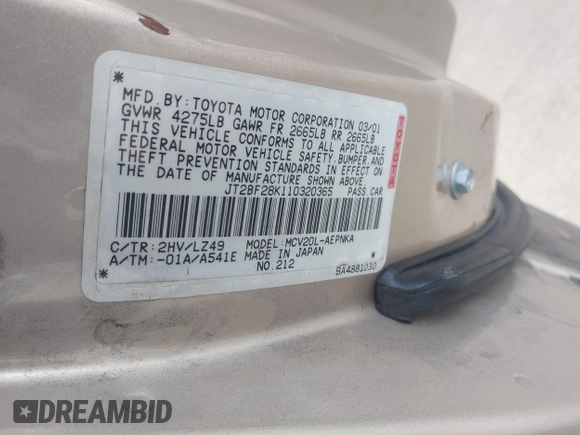 MFD. BY: TOYOTA MOTOR CORPORATION 03/01
GVWR 4275LB GAWR FR 2665LB RR 2665LB
THIS VEHICLE CONFORMS TO ALL APPLICABLE
FEDERAL MOTOR VEHICLE SAFETY, BUMPER, AND
THEFT PREVENTION STANDARDS IN EFFECT ON
THE DATE OF MANUFACTURE SHOWN ABOVE.
JT2BF28K110320365 PASS. CAR
C/TR: 2HV/LZ49 MODEL: MCV20L-AEPNKA
A/TM: -01A/A541E MADE IN JAPAN
NO. 212
BA4881030
TOYOTA
DREAMBID